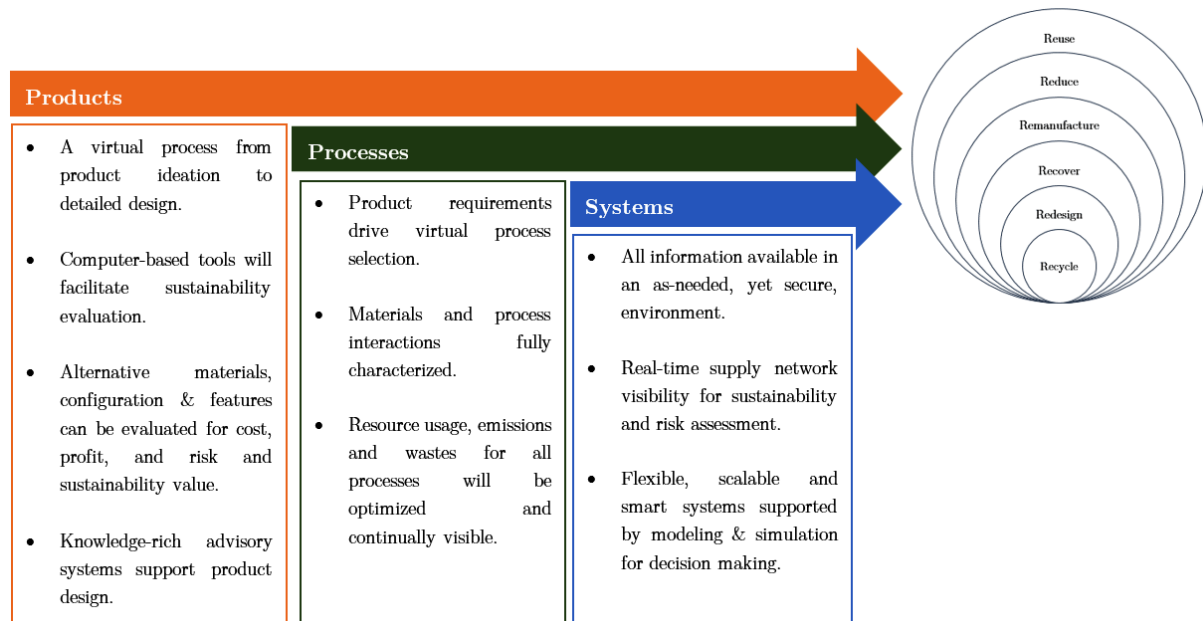 Products
• A virtual process from
product ideation to
detailed design.
• Computer-based tools will
facilitate sustainability
evaluation.
• Alternative materials,
configuration & features
can be evaluated for cost,
profit, and risk and
sustainability value.
• Knowledge-rich advisory
systems support product
design.
Processes
• Product requirements
drive virtual process
selection.
• Materials and process
interactions fully
characterized.
• Resource usage, emissions
and wastes for all
processes will be
optimized and
continually visible.
Systems
• All information available in
an as-needed, yet secure,
environment.
• Real-time supply network
visibility for sustainability
and risk assessment.
• Flexible, scalable and
smart systems supported
by modeling & simulation
for decision making.
Reuse
Reduce
Remanufacture
Recover
Redesign
Recycle